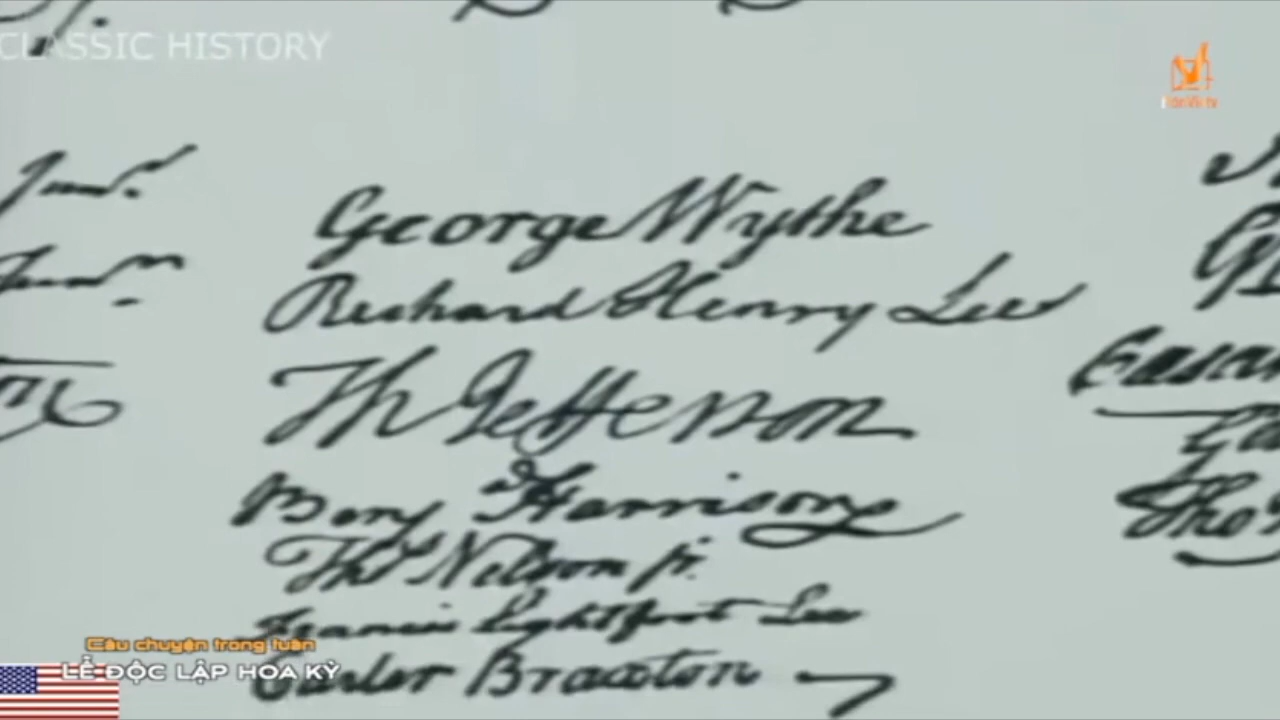 CLASSIC HISTORY
George Wythe
Richard Henry Lee
Th Jefferson
Benj Harrison
Thos Nelson jr.
Francis Lightfoot Lee
Carter Braxton
Câu chuyện trong tuần
LỄ ĐỘC LẬP HOA KỲ